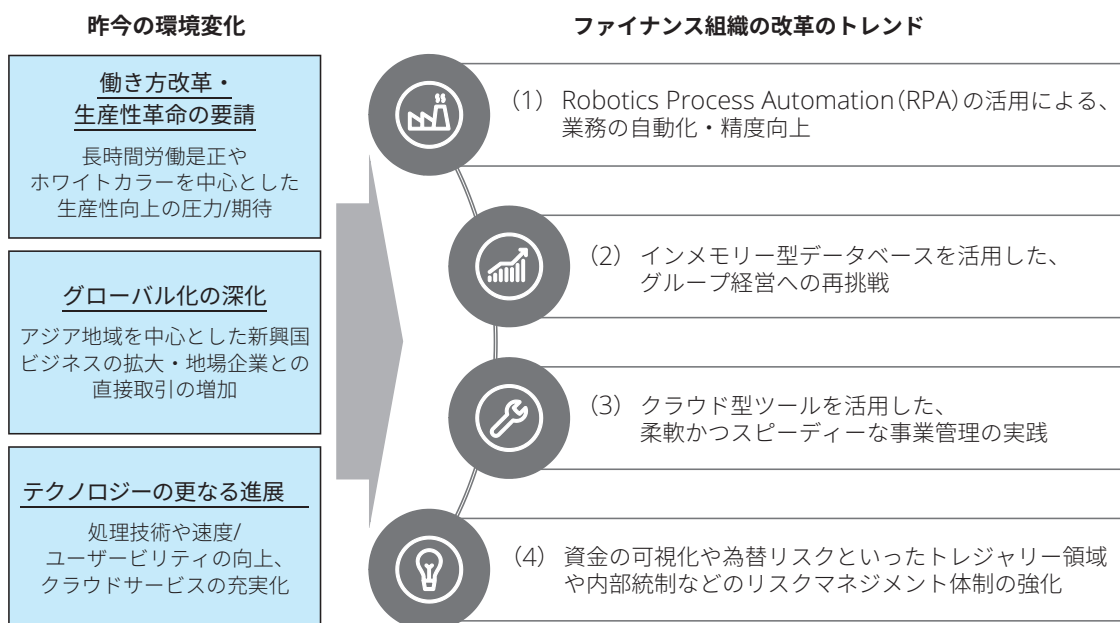 昨今の環境変化
働き方改革・
生産性革命の要請
長時間労働是正や
ホワイトカラーを中心とした
生産性向上の圧力/期待
グローバル化の深化
アジア地域を中心とした新興国
ビジネスの拡大・地場企業との
直接取引の増加
テクノロジーの更なる進展
処理技術や速度/
ユーザービリティの向上、
クラウドサービスの充実化
ファイナンス組織の改革のトレンド
（1） Robotics Process Automation（RPA）の活用による、
業務の自動化・精度向上
（2） インメモリー型データベースを活用した、
グループ経営への再挑戦
（3） クラウド型ツールを活用した、
柔軟かつスピーディーな事業管理の実践
（4） 資金の可視化や為替リスクといったトレジャリー領域
や内部統制などのリスクマネジメント体制の強化